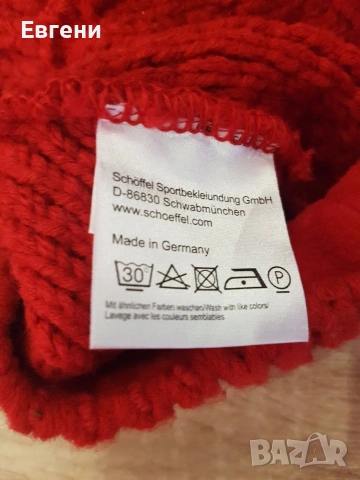 Евгени
Schöffel Sportbekleidung GmbH
D-86830 Schwabmünchen
www.schoeffel.com
Made in Germany
30° P
Mit ähnlichen Farben waschen/Wash with like colors/
Lavage avec les couleurs semblables.
BAZAR